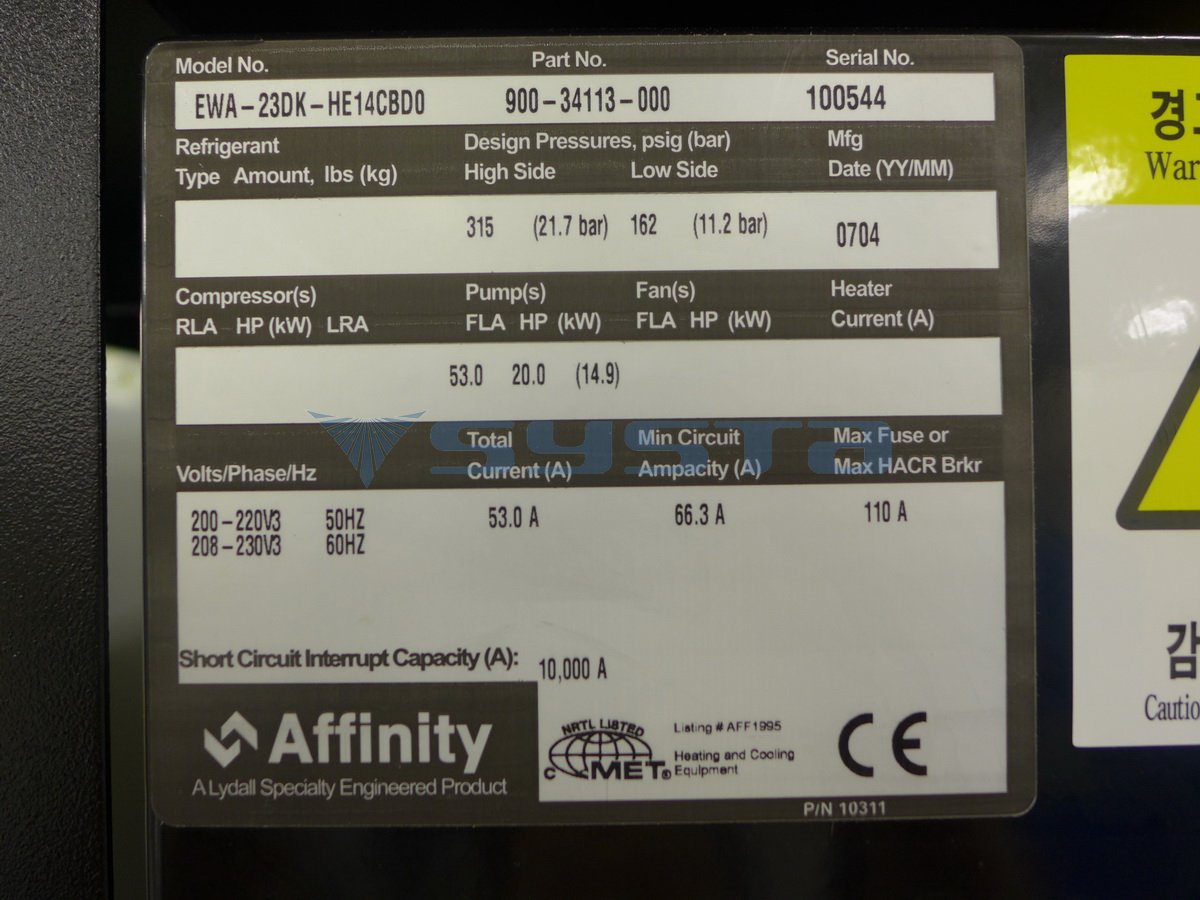 Model No. Part No. Serial No.
EWA-23DK-HE14CBD0 900-34113-000 100544
Refrigerant Design Pressures, psig (bar) Mfg
Type Amount, lbs (kg) High Side Low Side Date (YY/MM)
315 (21.7 bar) 162 (11.2 bar) 0704
Compressor(s) Pump(s) Fan(s) Heater
RLA HP (kW) LRA FLA HP (kW) FLA HP (kW) Current (A)
53.0 20.0 (14.9)
systa
Total Min Circuit Max Fuse or
Volts/Phase/Hz Current (A) Ampacity (A) Max HACR Brkr
200-220V3 50HZ 53.0 A 66.3 A 110 A
208-230V3 60HZ
Short Circuit Interrupt Capacity (A): 10,000 A
Affinity
A Lydall Specialty Engineered Product
NRTL LISTED
C MET®
Listing # AFF1995
Heating and Cooling
Equipment
CE
P/N 10311
War
감
Cautio